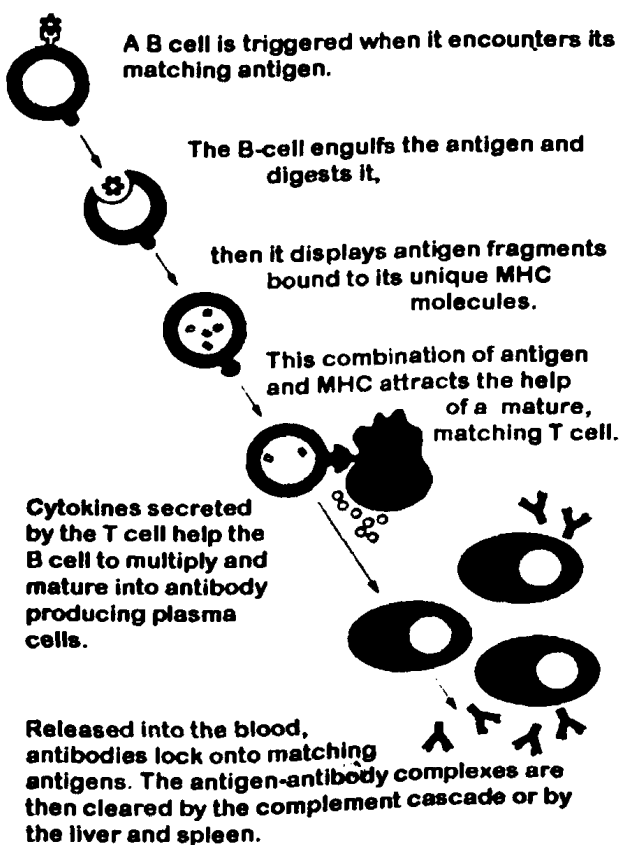 A B cell is triggered when it encounters its
matching antigen.
The B-cell engulfs the antigen and
digests it,
then it displays antigen fragments
bound to its unique MHC
molecules.
This combination of antigen
and MHC attracts the help
of a mature,
matching T cell.
Cytokines secreted
by the T cell help the
B cell to multiply and
mature into antibody
producing plasma
cells.
Released into the blood,
antibodies lock onto matching
antigens. The antigen-antibody complexes are
then cleared by the complement cascade or by
the liver and spleen.